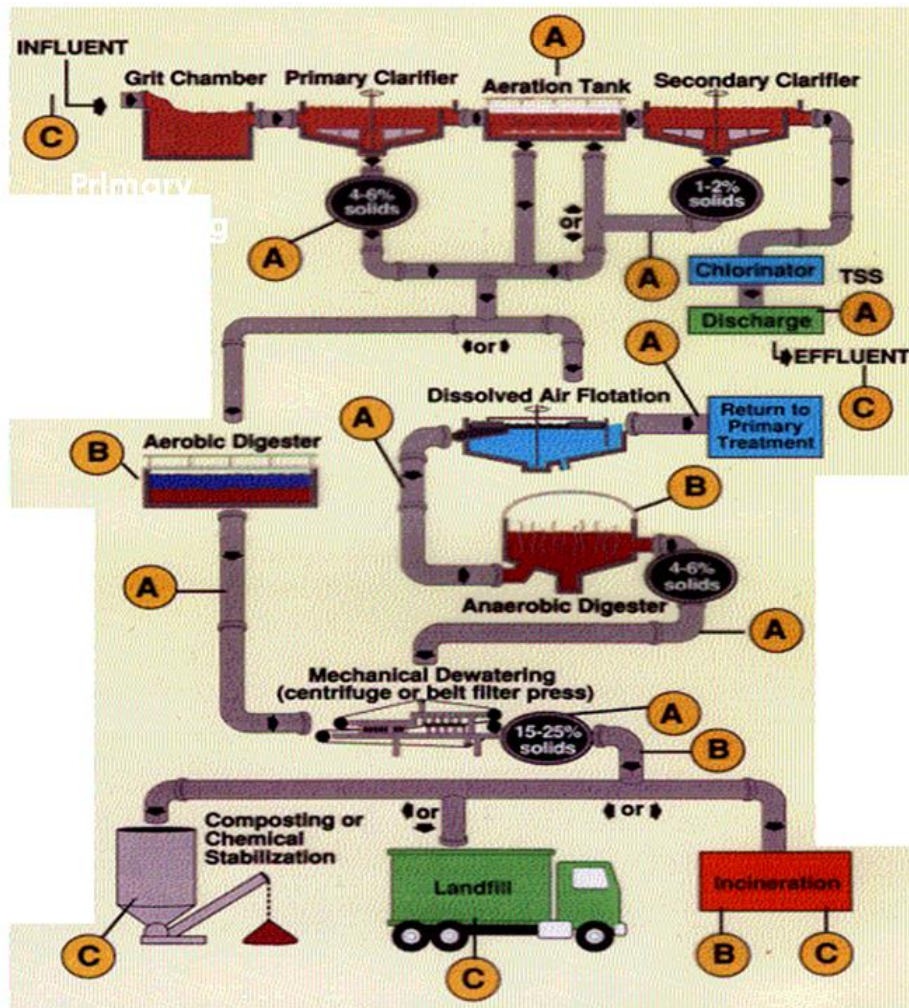 INFLUENT
Grit Chamber
Primary Clarifier
A
Aeration Tank
Secondary Clarifier
C
Primary
g
4-6%
solids
A
or
1-2%
solids
A
Chlorinator
TSS
Discharge
A
EFFLUENT
C
or
A
Dissolved Air Flotation
Return to
Primary
Treatment
A
Aerobic Digester
B
B
4-6%
solids
Anaerobic Digester
A
A
Mechanical Dewatering
(centrifuge or belt filter press)
A
15-25%
solids
B
or
or
Composting or
Chemical
Stabilization
C
Landfill
C
Incineration
B
C